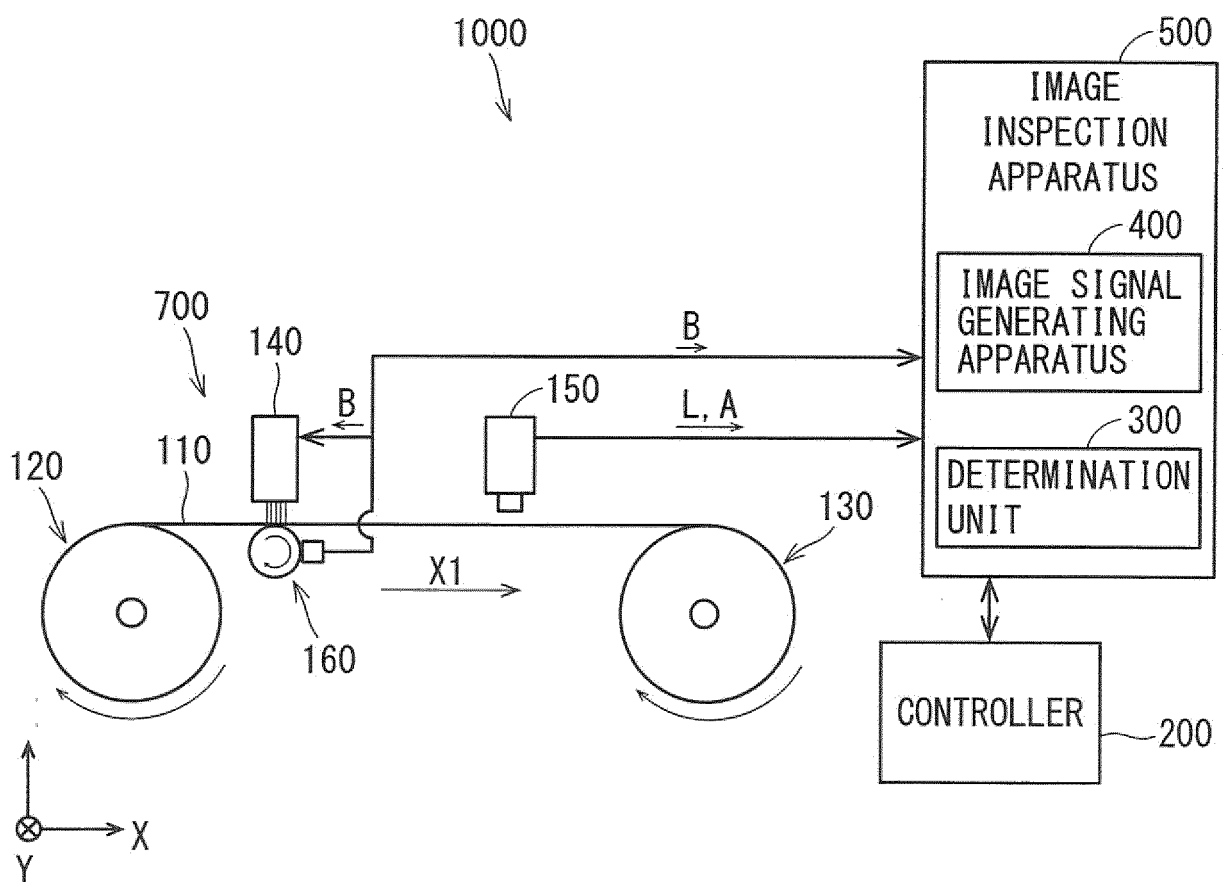 1000
500
IMAGE
INSPECTION
APPARATUS
400
IMAGE SIGNAL
GENERATING
APPARATUS
700
140
B
150
B
L, A
300
DETERMINATION
UNIT
120
110
130
X1
160
CONTROLLER
200
X
Y